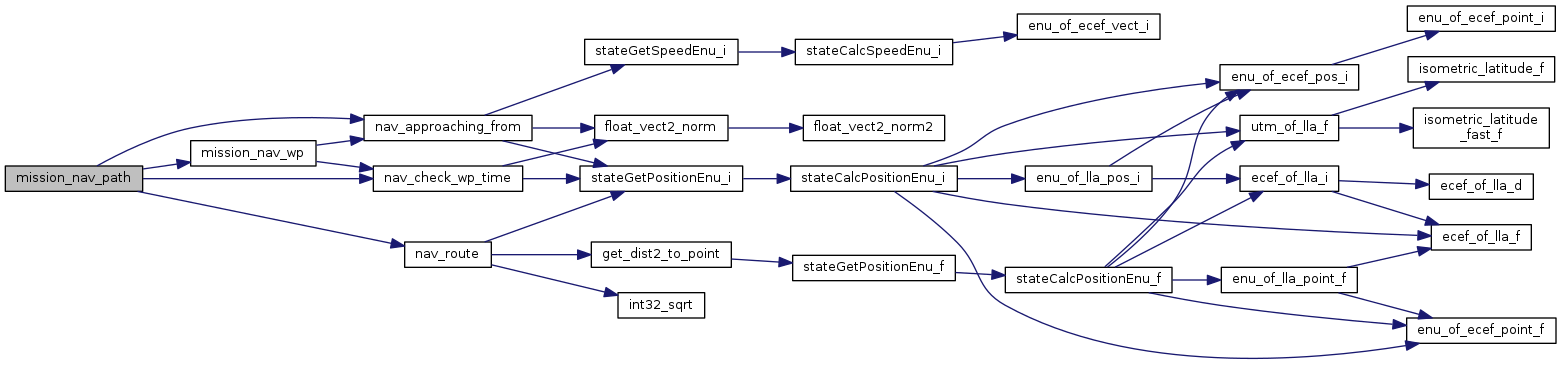 mission_nav_path
mission_nav_wp
nav_approaching_from
nav_check_wp_time
nav_route
stateGetSpeedEnu_i
float_vect2_norm
stateGetPositionEnu_i
get_dist2_to_point
int32_sqrt
stateCalcSpeedEnu_i
float_vect2_norm2
stateCalcPositionEnu_i
stateGetPositionEnu_f
enu_of_ecef_vect_i
enu_of_lla_pos_i
stateCalcPositionEnu_f
enu_of_ecef_pos_i
utm_of_lla_f
ecef_of_lla_i
enu_of_lla_point_f
enu_of_ecef_point_i
isometric_latitude_f
isometric_latitude
_fast_f
ecef_of_lla_d
ecef_of_lla_f
enu_of_ecef_point_f